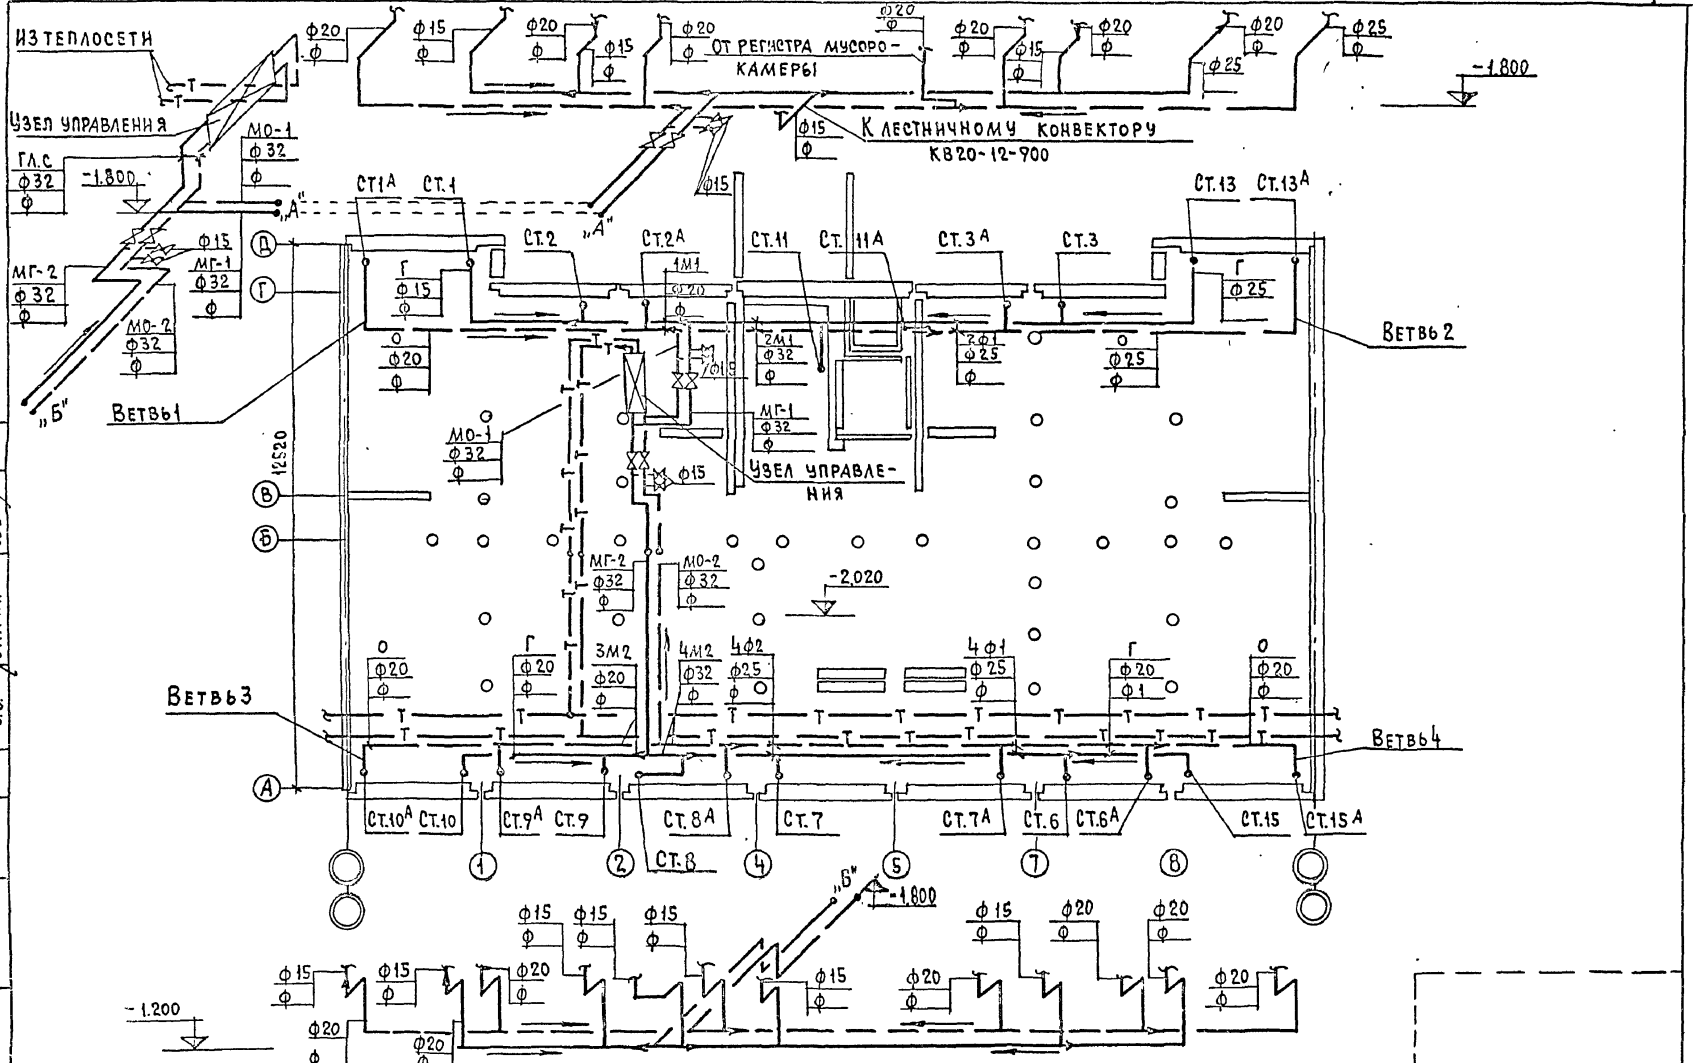 ИЗ ТЕПЛОСЕТИ
УЗЕЛ УПРАВЛЕНИЯ
ф20
ф
ф15
ф
ф20
ф
ф15
ф
ф20
ф
ОТ РЕГИСТРА МУСОРО-
КАМЕРЫ
ф20
ф
ф20
ф
ф15
ф
ф20
ф
ф20
ф
ф25
ф25
ф
-1.800
ГЛ.С
ф32
ф
-1.800
МО-1
ф32
ф
„А"
„А"
ф15
ф15
ф
К ЛЕСТНИЧНОМУ КОНВЕКТОРУ
КВ20-12-900
МГ-2
ф32
ф
ф15
МГ-1
ф32
ф
МО-2
ф32
ф
„Б"
СТ1А СТ.1
СТ.2
СТ.2А
СТ.11
СТ. 11А
СТ.3А
СТ.3
СТ.13 СТ.13А
Д
Г
Г
ф15
ф
1М1
ф20
ф
Г
ф25
О
ф20
ф
2М1
ф32
ф
2Ф1
ф25
ф
О
ф25
ф
ф15
ВЕТВЬ1
ВЕТВЬ2
МО-1
ф32
ф
МГ-1
ф32
ф
УЗЕЛ УПРАВЛЕ-
НИЯ
ф15
12520
В
Б
МГ-2
ф32
ф
МО-2
ф32
ф
-2.020
О
ф20
ф
Г
ф20
ф
3М2
ф20
ф
4М2
ф32
ф
4Ф2
ф25
ф
4Ф1
ф25
ф
Г
ф20
ф1
О
ф20
ф
ВЕТВЬ3
ВЕТВЬ4
Т Т Т Т Т Т Т Т Т Т
А
СТ.10А СТ.10
СТ.9А СТ.9
СТ.8А
СТ.7
СТ.7А СТ.6 СТ.6А
СТ.15
СТ.15А
СТ.8
1
2
4
5
7
8
„Б"
-1.800
ф15
ф
ф15
ф
ф15
ф
ф15
ф
ф20
ф
ф20
ф
ф15
ф
ф15
ф
ф20
ф
ф15
ф
ф20
ф
ф20
ф
-1.200
ф20
ф
ф20
ф